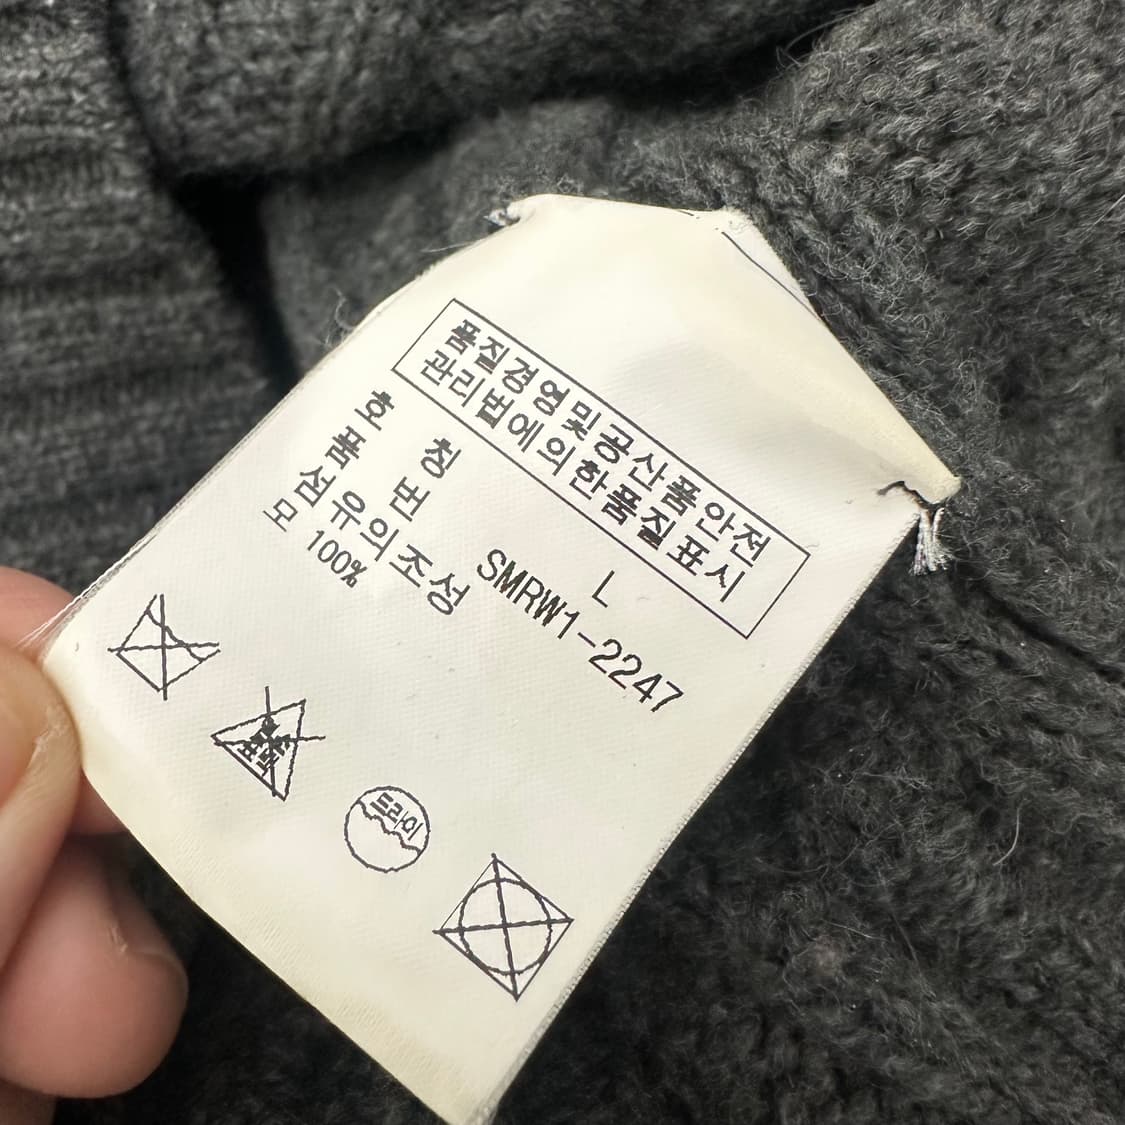 품질경영및공산품안전
관리법에의한품질표시
호 칭 L
품 번 SMRW1-2247
섬유의조성
모 100%
드라이